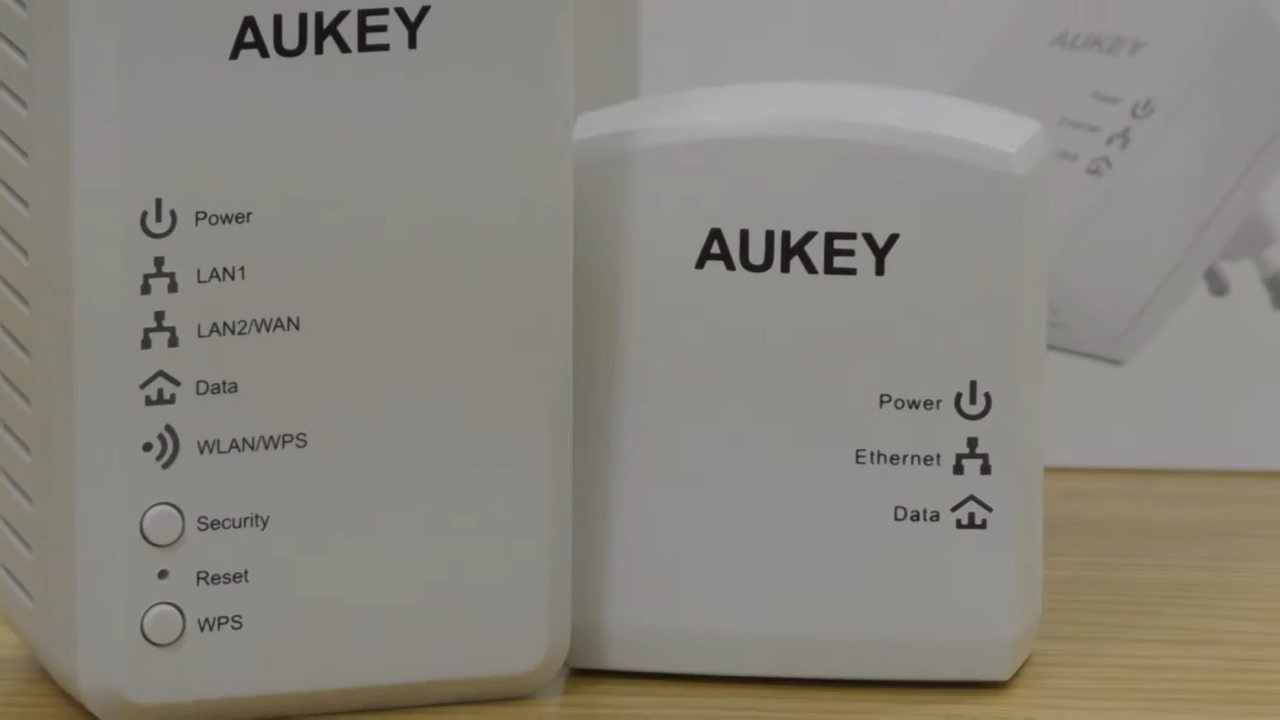 AUKEY
Power
LAN1
LAN2/WAN
Data
WLAN/WPS
Security
Reset
WPS
AUKEY
Power
Ethernet
Data
AUKEY